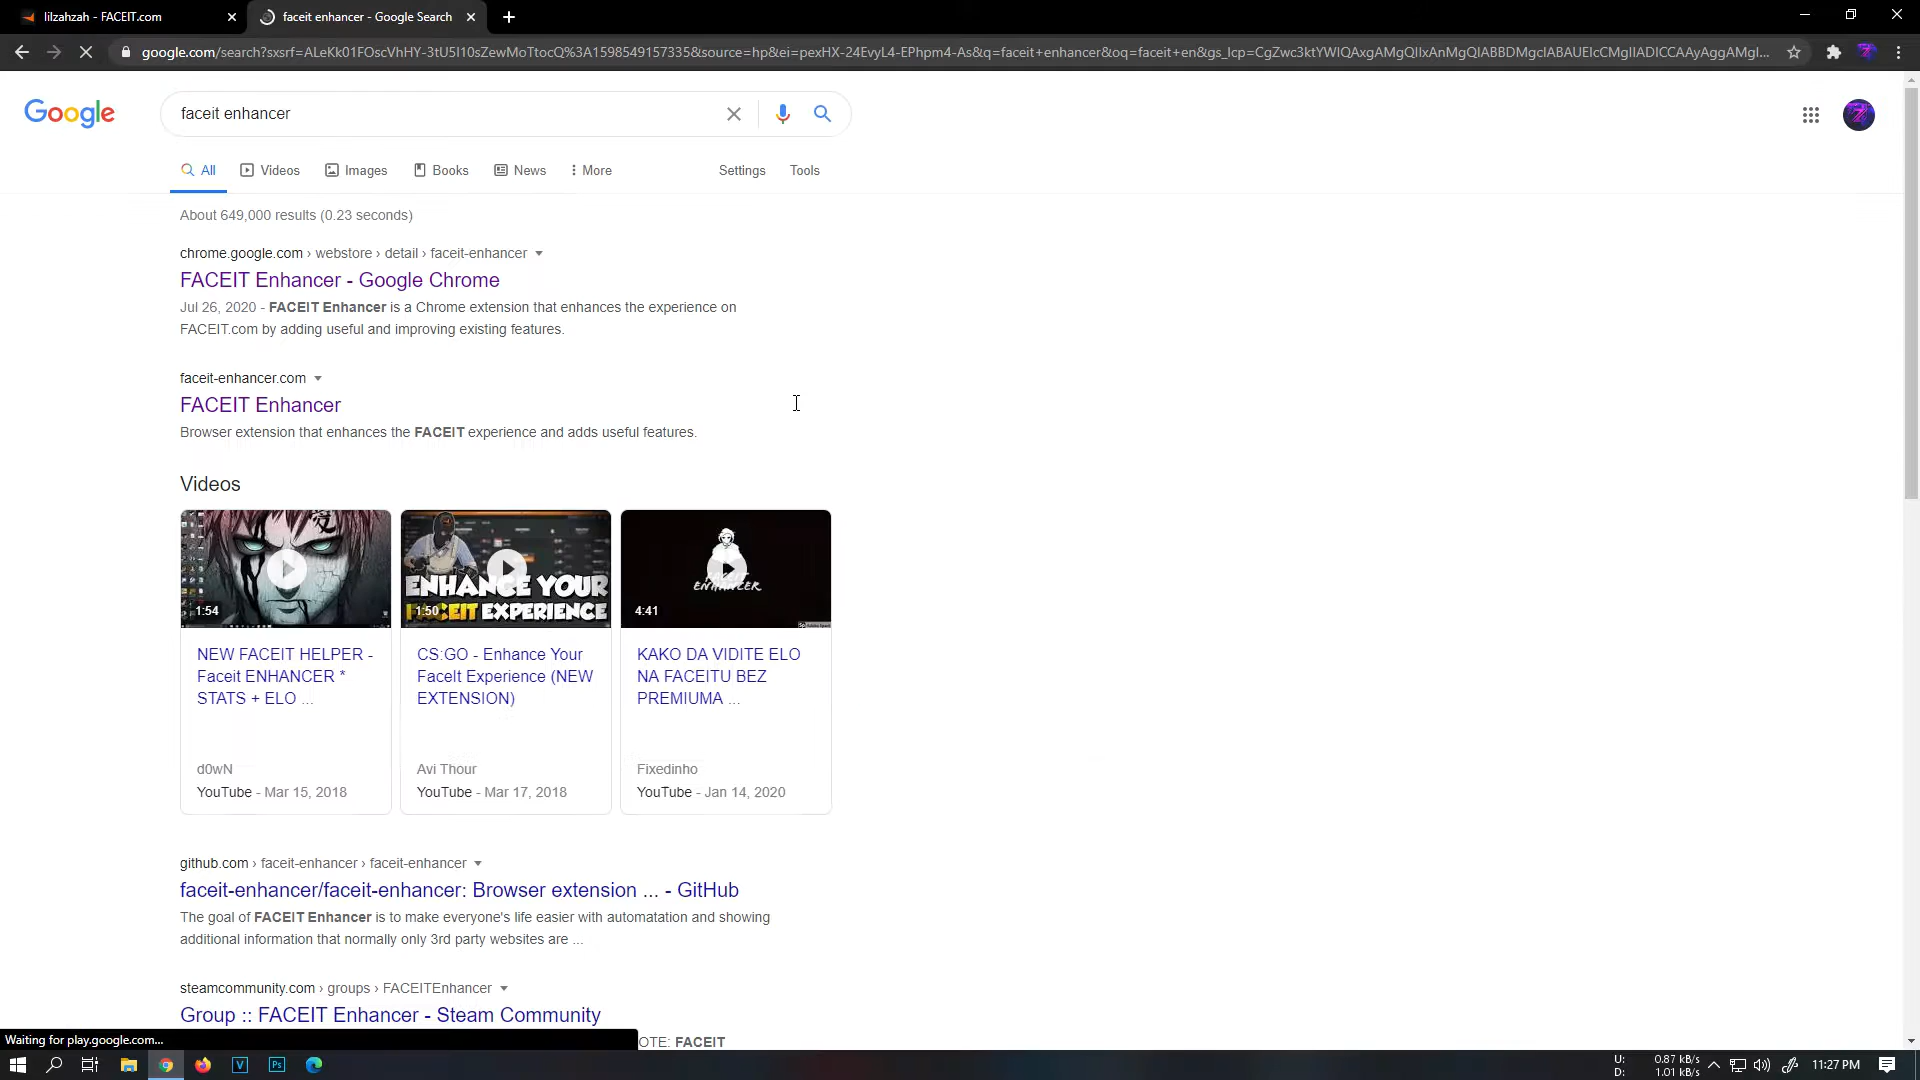 lilzahzah - FACEIT.com
faceit enhancer - Google Search
google.com/search?sxsrf=ALeKk01FOscVhHY-3tU5I10sZewMoTtocQ%3A1598549157335&source=hp&ei=pexHX-24EvyL4-EPhpm4-As&q=faceit+enhancer&oq=faceit+en&gs_lcp=CgZwc3ktYWIQAxgAMgQIIxAnMgQIABBDMgcIABAUEIcCMgIIADICCAAyAggAMgI...
Google
faceit enhancer
All Videos Images Books News More Settings Tools
About 649,000 results (0.23 seconds)
chrome.google.com › webstore › detail › faceit-enhancer
FACEIT Enhancer - Google Chrome
Jul 26, 2020 - FACEIT Enhancer is a Chrome extension that enhances the experience on
FACEIT.com by adding useful and improving existing features.
faceit-enhancer.com
FACEIT Enhancer
Browser extension that enhances the FACEIT experience and adds useful features.
Videos
ENHANCE YOUR
FACEIT EXPERIENCE
ENHANCER
1:54
1:50
4:41
NEW FACEIT HELPER -
Faceit ENHANCER *
STATS + ELO ...
d0wN
YouTube - Mar 15, 2018
CS:GO - Enhance Your
FaceIt Experience (NEW
EXTENSION)
Avi Thour
YouTube - Mar 17, 2018
KAKO DA VIDITE ELO
NA FACEITU BEZ
PREMIUMA ...
Fixedinho
YouTube - Jan 14, 2020
github.com › faceit-enhancer › faceit-enhancer
faceit-enhancer/faceit-enhancer: Browser extension ... - GitHub
The goal of FACEIT Enhancer is to make everyone's life easier with automatation and showing
additional information that normally only 3rd party websites are ...
steamcommunity.com › groups › FACEITEnhancer
Group :: FACEIT Enhancer - Steam Community
OTE: FACEIT
Waiting for play.google.com...
V
Ps
U: 0.87 kB/s
D: 1.01 kB/s
11:27 PM